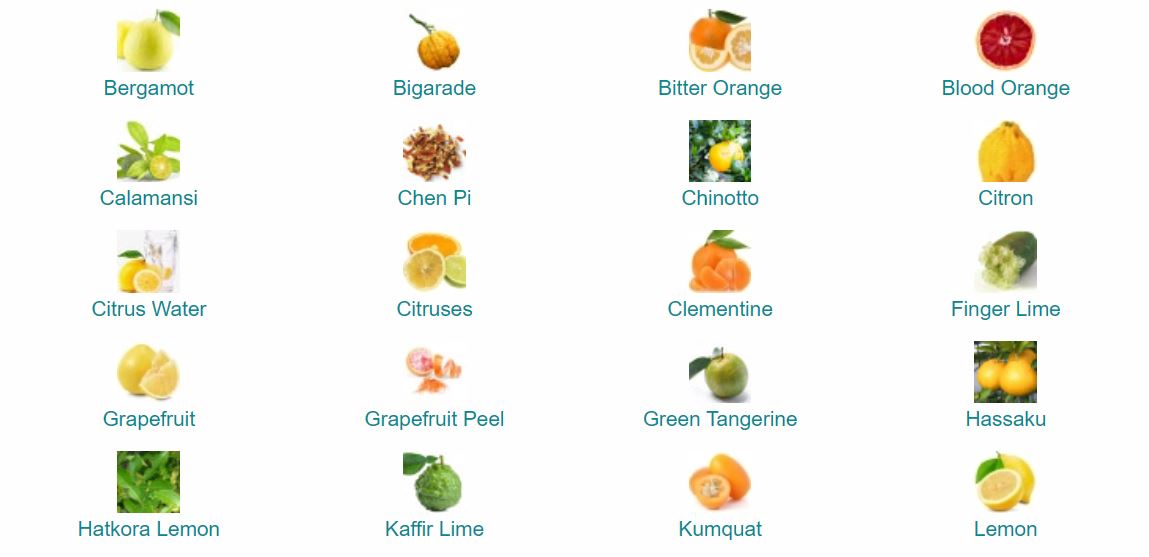 Bergamot
Bigarade
Bitter Orange
Blood Orange
Calamansi
Chen Pi
Chinotto
Citron
Citrus Water
Citruses
Clementine
Finger Lime
Grapefruit
Grapefruit Peel
Green Tangerine
Hassaku
Hatkora Lemon
Kaffir Lime
Kumquat
Lemon